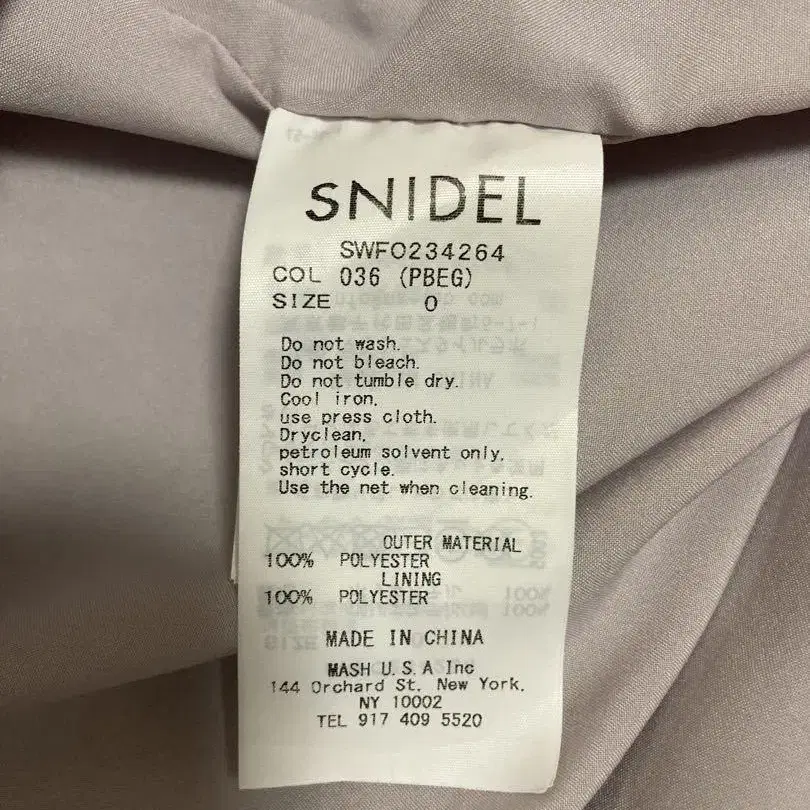 SNIDEL
SWFO234264
COL 036 (PBEG)
SIZE 0
Do not wash.
Do not bleach.
Do not tumble dry.
Cool iron,
use press cloth.
Dryclean,
petroleum solvent only,
short cycle.
Use the net when cleaning.
OUTER MATERIAL
100% POLYESTER
LINING
100% POLYESTER
MADE IN CHINA
MASH U.S.A Inc
144 Orchard St. New York,
NY 10002
TEL 917 409 5520